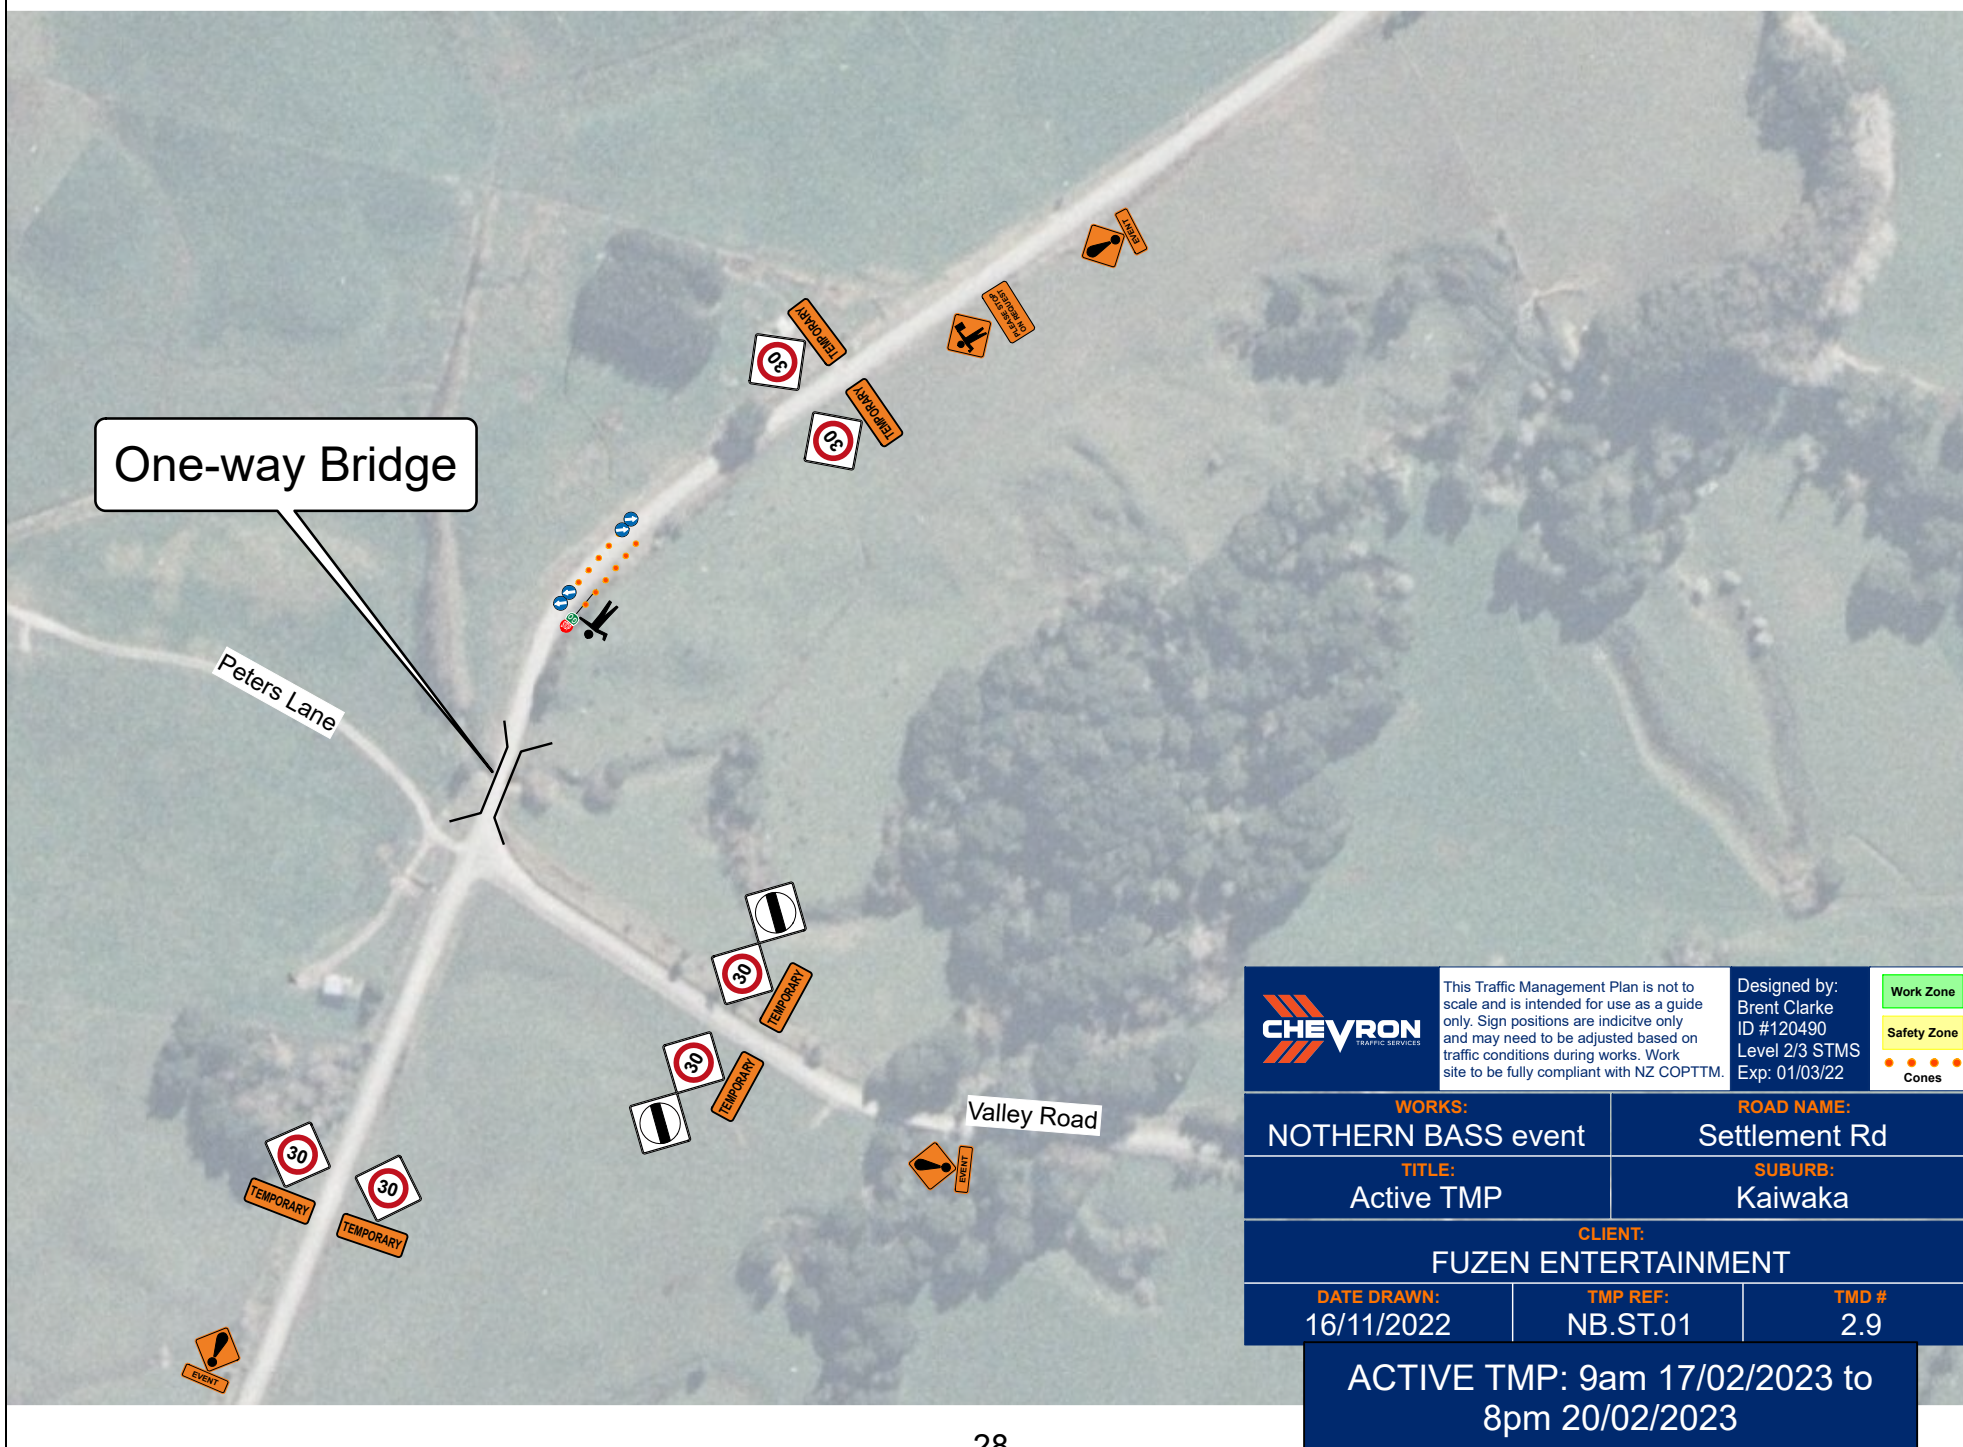 EVENT
PLEASE STOP
ON REQUEST
TEMPORARY
30
TEMPORARY
30
One-way Bridge
GO
Peters Lane
30
TEMPORARY
30
TEMPORARY
Valley Road
EVENT
30
TEMPORARY
30
TEMPORARY
EVENT
CHEVRON
TRAFFIC SERVICES
This Traffic Management Plan is not to
scale and is intended for use as a guide
only. Sign positions are indicitve only
and may need to be adjusted based on
traffic conditions during works. Work
site to be fully compliant with NZ COPTTM.
Designed by:
Brent Clarke
ID #120490
Level 2/3 STMS
Exp: 01/03/22
Work Zone
Safety Zone
Cones
WORKS:
NOTHERN BASS event
ROAD NAME:
Settlement Rd
TITLE:
Active TMP
SUBURB:
Kaiwaka
CLIENT:
FUZEN ENTERTAINMENT
DATE DRAWN:
16/11/2022
TMP REF:
NB.ST.01
TMD #
2.9
ACTIVE TMP: 9am 17/02/2023 to
8pm 20/02/2023
28